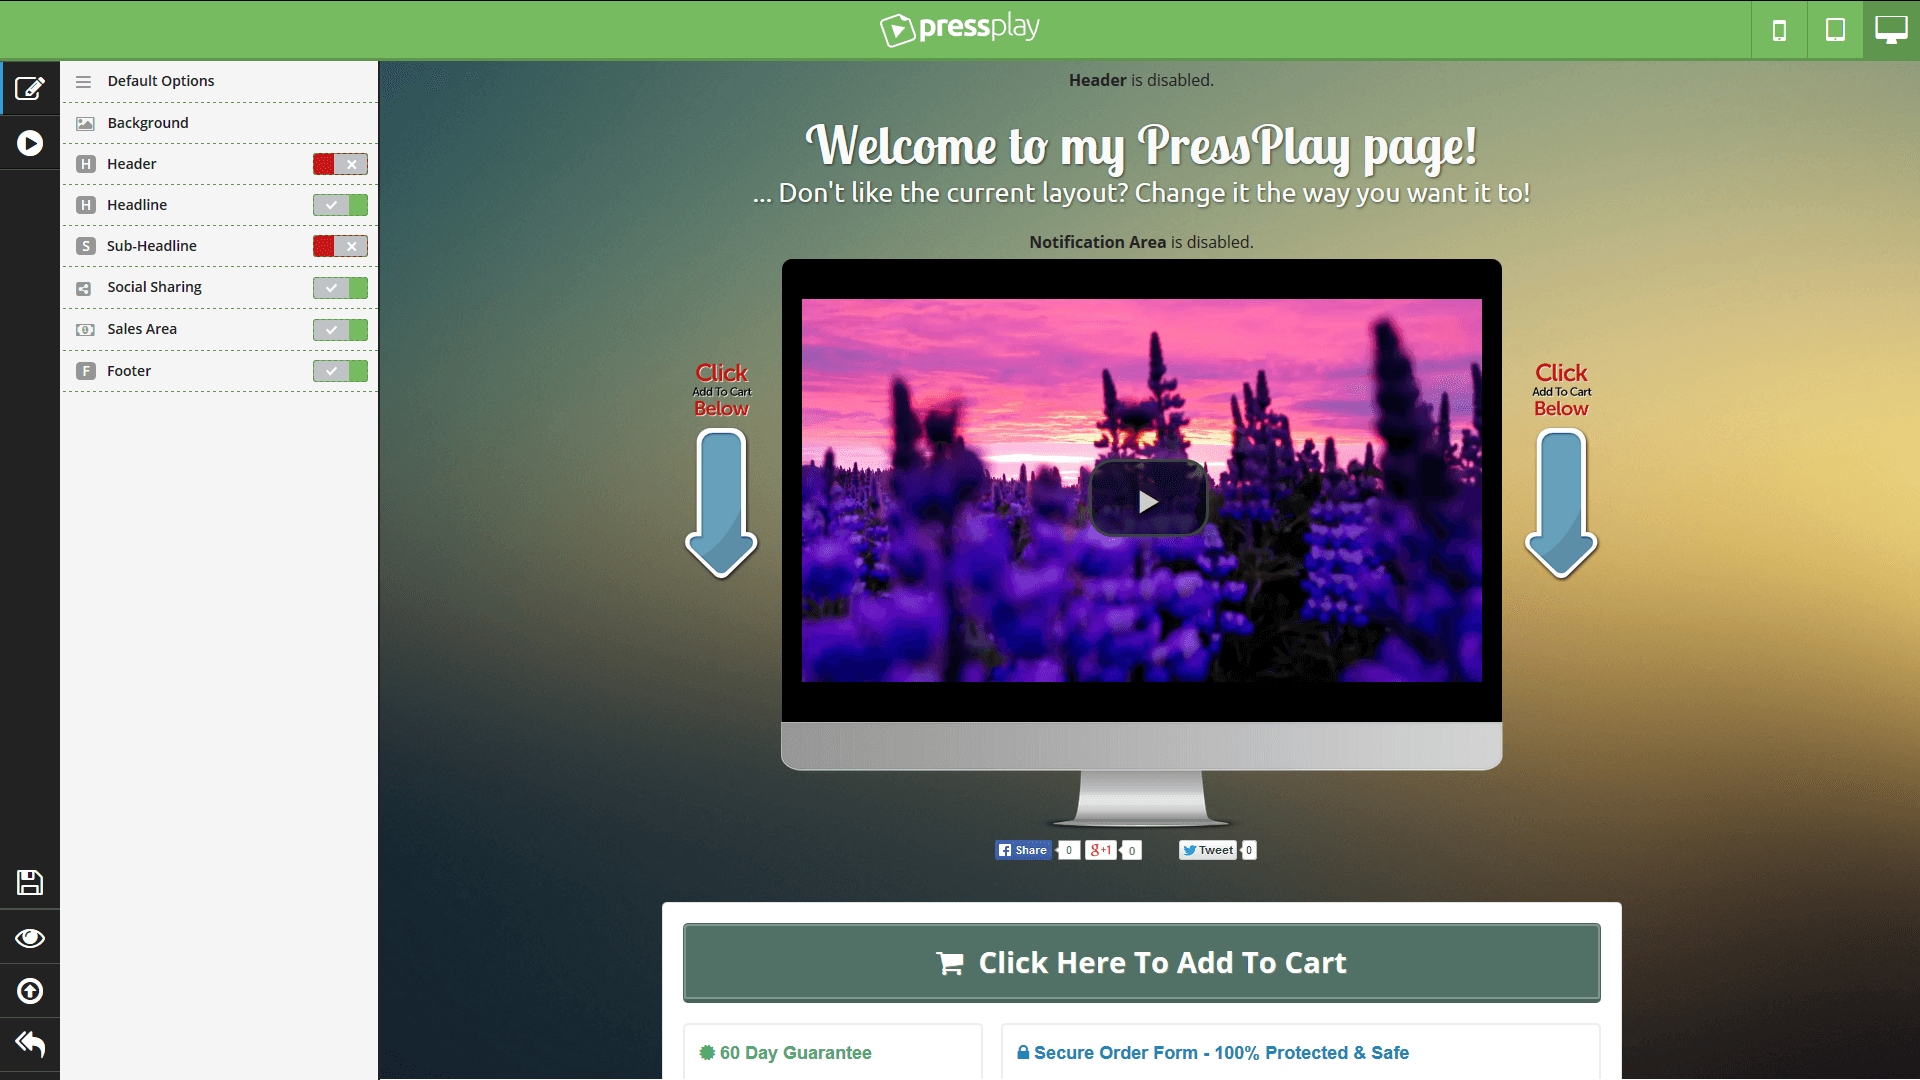 pressplay
Default Options
Background
H Header
H Headline
S Sub-Headline
Social Sharing
Sales Area
F Footer
Header is disabled.
Welcome to my PressPlay page!
... Don't like the current layout? Change it the way you want it to!
Notification Area is disabled.
Click
Add To Cart
Below
Click
Add To Cart
Below
Share 0 g+1 0 Tweet 0
Click Here To Add To Cart
60 Day Guarantee
Secure Order Form - 100% Protected & Safe